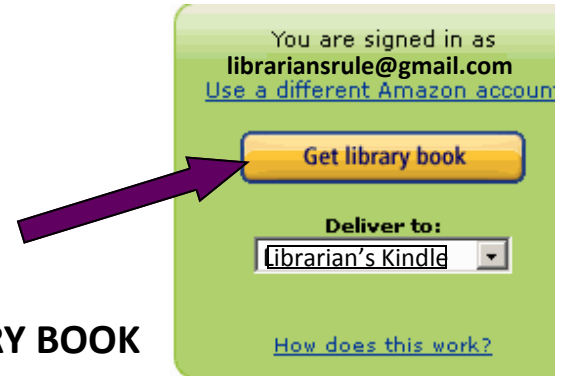 You are signed in as
librariansrule@gmail.com
Use a different Amazon accoun
Get library book
Deliver to:
Librarian's Kindle
RY BOOK
How does this work?